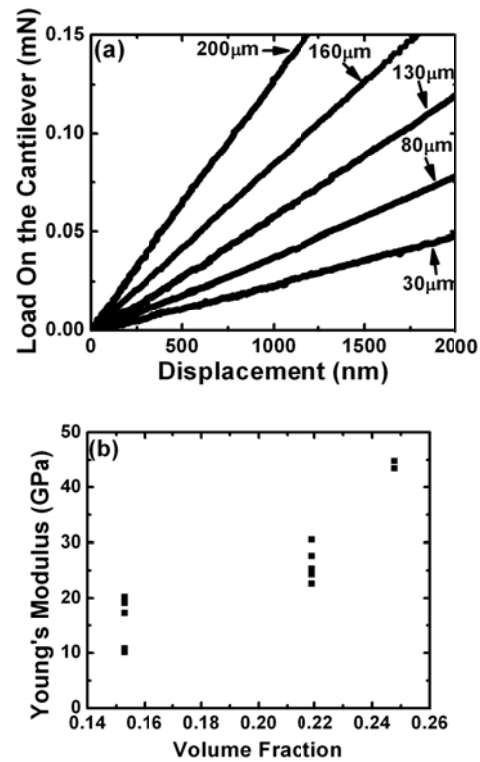 (a)
200μm
160μm
130μm
80μm
30μm
Load On the Cantilever (mN)
0.15
0.10
0.05
0.00
0 500 1000 1500 2000
Displacement (nm)
(b)
Young's Modulus (GPa)
50
40
30
20
10
0
0.14 0.16 0.18 0.20 0.22 0.24 0.26
Volume Fraction